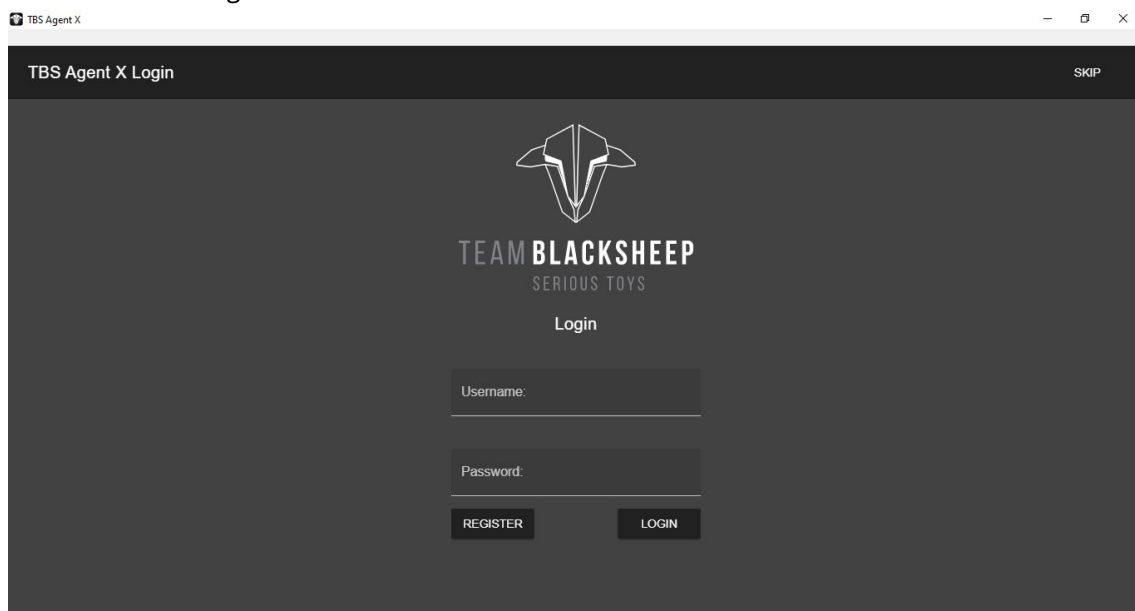 TBS Agent X
TBS Agent X Login
SKIP
TEAM BLACKSHEEP
SERIOUS TOYS
Login
Username:
Password:
REGISTER
LOGIN